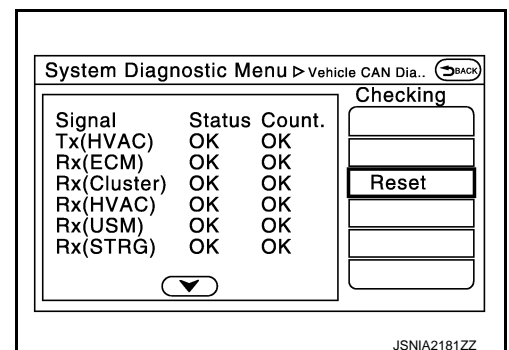 System Diagnostic Menu ▷ Vehicle CAN Dia.. BACK
Checking
Signal Status Count.
Tx(HVAC) OK OK
Rx(ECM) OK OK
Rx(Cluster) OK OK
Rx(HVAC) OK OK
Rx(USM) OK OK
Rx(STRG) OK OK
Reset
JSNIA2181ZZ